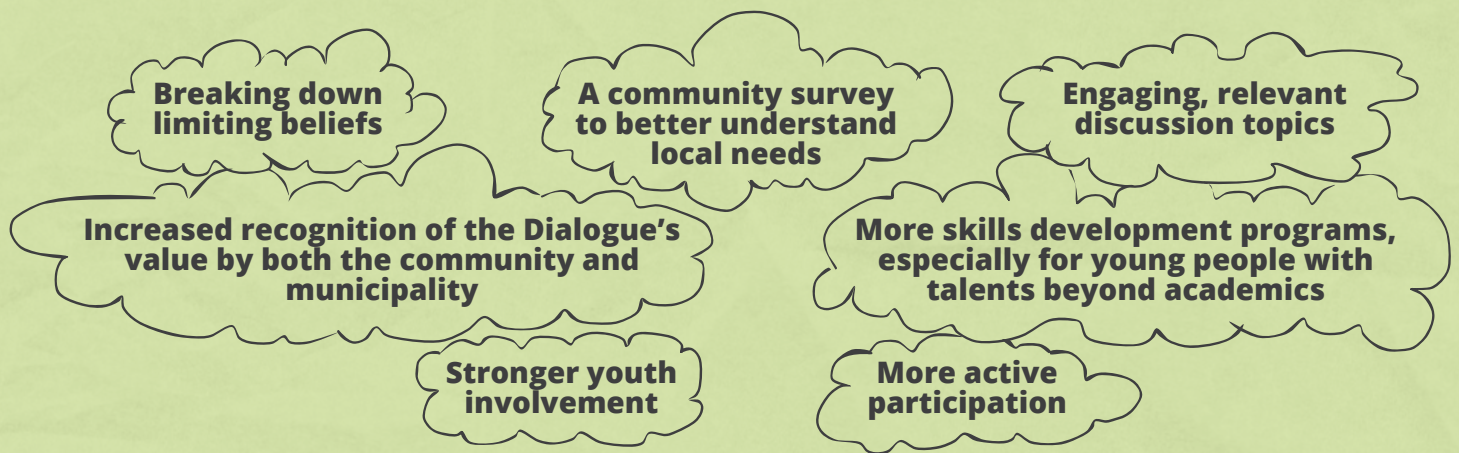 Breaking down
limiting beliefs
A community survey
to better understand
local needs
Engaging, relevant
discussion topics
Increased recognition of the Dialogue’s
value by both the community and
municipality
More skills development programs,
especially for young people with
talents beyond academics
Stronger youth
involvement
More active
participation